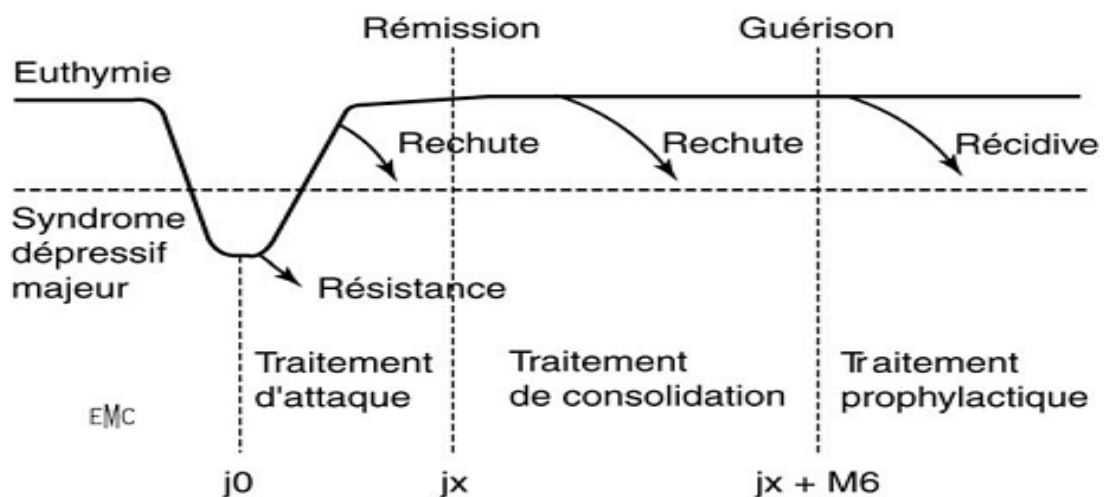 Rémission
Guérison
Euthymie
Rechute
Rechute
Récidive
Syndrome
dépressif
majeur
Résistance
Traitement
d'attaque
Traitement
de consolidation
Traitement
prophylactique
EMC
j0
jx
jx + M6